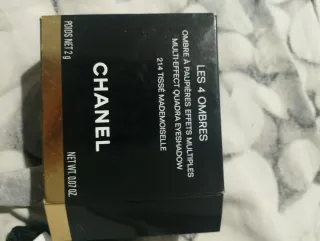 LES 4 OMBRES
OMBRE À PAUPIÈRES EFFETS MULTIPLES
MULTI-EFFECT QUADRA EYESHADOW
214 TISSÉ MADEMOISELLE
CHANEL
POIDS NET 2 g
NET WT. 0.07 OZ.